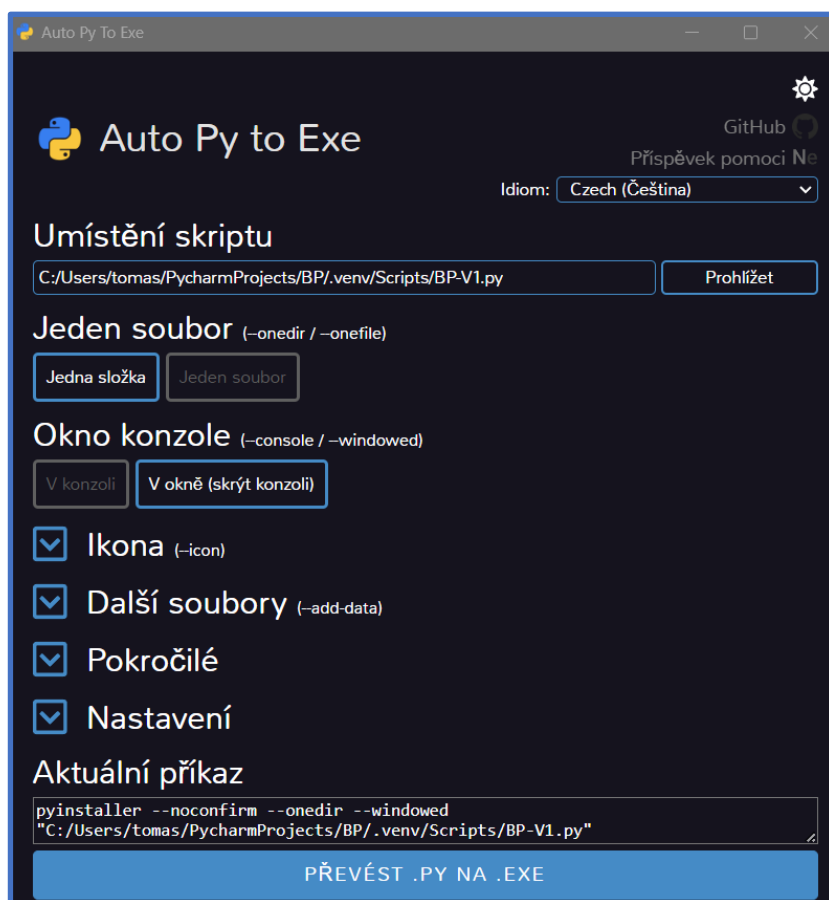 Auto Py To Exe
Auto Py to Exe
GitHub
Příspěvek pomoci Ne
Idiom: Czech (Čeština)
Umístění skriptu
C:/Users/tomas/PycharmProjects/BP/.venv/Scripts/BP-V1.py Prohlížet
Jeden soubor (--onedir / --onefile)
Jedna složka Jeden soubor
Okno konzole (--console / --windowed)
V konzoli V okně (skrýt konzoli)
Ikona (--icon)
Další soubory (--add-data)
Pokročilé
Nastavení
Aktuální příkaz
pyinstaller --noconfirm --onedir --windowed
"C:/Users/tomas/PycharmProjects/BP/.venv/Scripts/BP-V1.py"
PŘEVÉST .PY NA .EXE